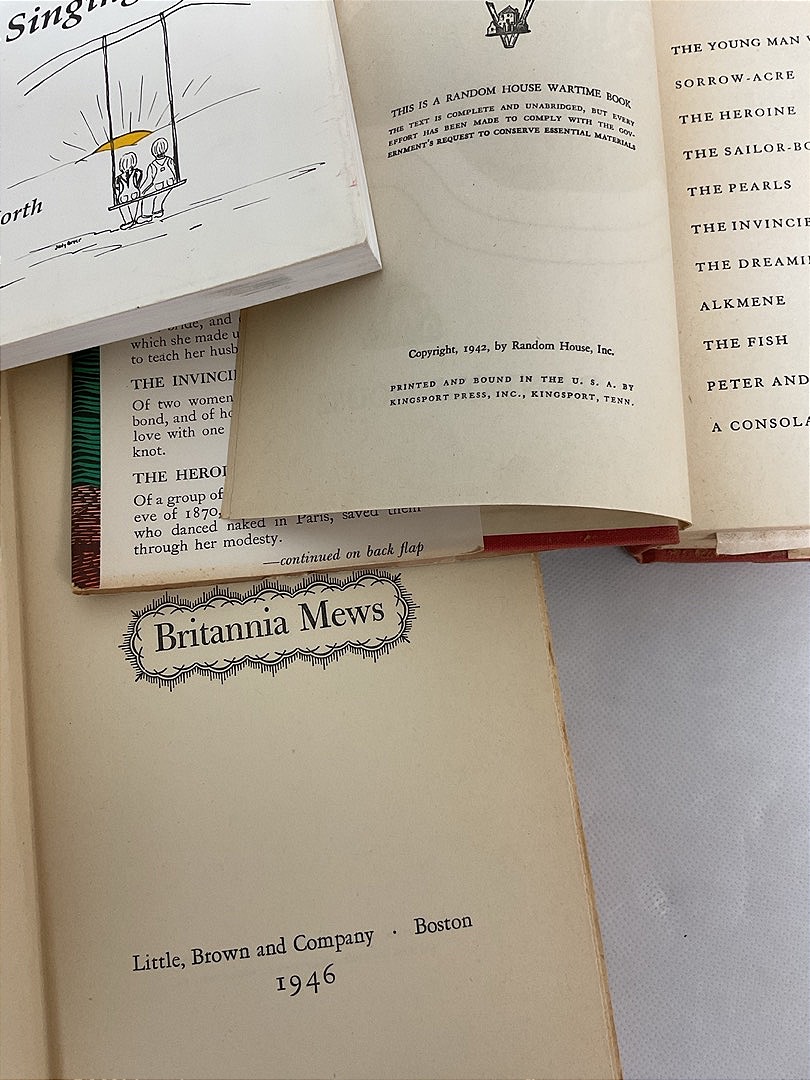 Singing
orth
THIS IS A RANDOM HOUSE WARTIME BOOK
THE TEXT IS COMPLETE AND UNABRIDGED, BUT EVERY
EFFORT HAS BEEN MADE TO COMPLY WITH THE GOV-
ERNMENT'S REQUEST TO CONSERVE ESSENTIAL MATERIALS
Copyright, 1942, by Random House, Inc.
PRINTED AND BOUND IN THE U. S. A. BY
KINGSPORT PRESS, INC., KINGSPORT, TENN.
THE YOUNG MAN
SORROW-ACRE
THE HEROINE
THE SAILOR-BO
THE PEARLS
THE INVINCI
THE DREAMI
ALKMENE
THE FISH
PETER AND
A CONSOLA
bride, and
which she made u
to teach her husb
THE INVINCI
Of two women
bond, and of ho
love with one
knot.
THE HEROI
Of a group of
eve of 1870,
who danced naked in Paris, saved them
through her modesty.
—continued on back flap
Britannia Mews
Little, Brown and Company · Boston
1946